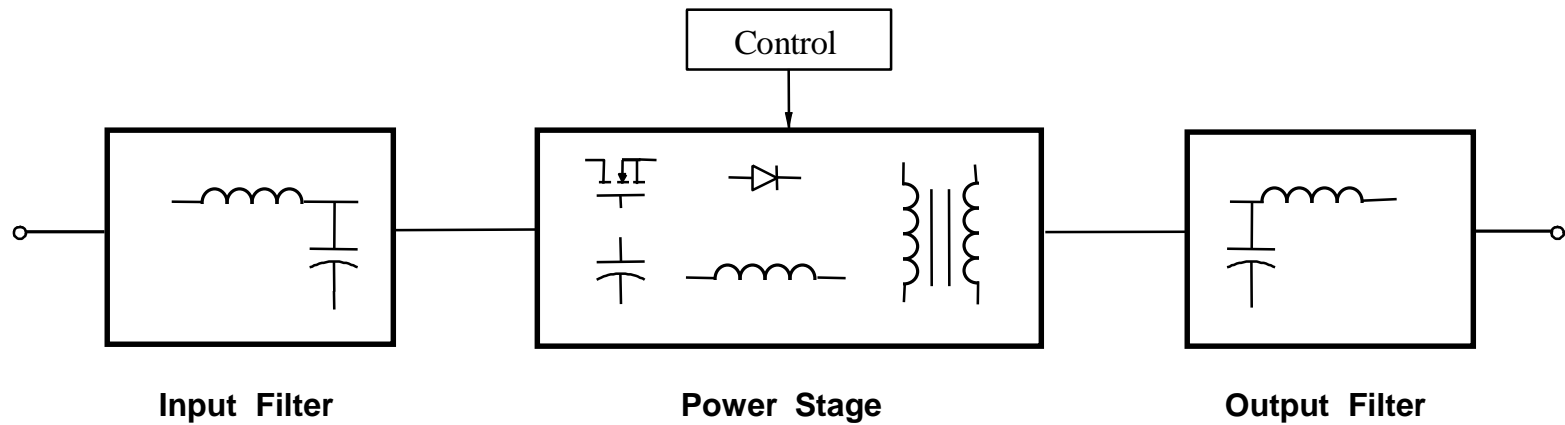 Control
Input Filter
Power Stage
Output Filter